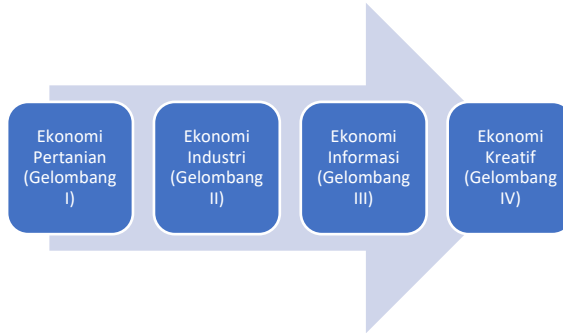 Ekonomi
Pertanian
(Gelombang
I)
Ekonomi
Industri
(Gelombang
II)
Ekonomi
Informasi
(Gelombang
III)
Ekonomi
Kreatif
(Gelombang
IV)